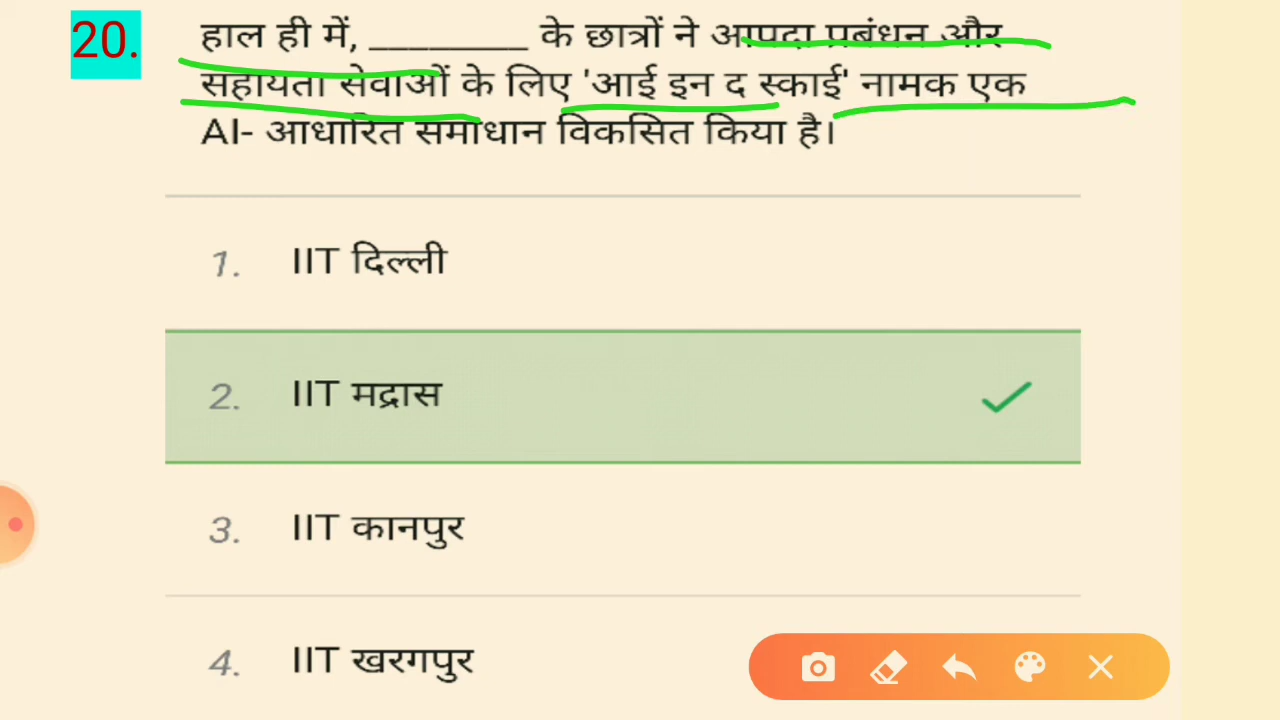 20.
हाल ही में, ________ के छात्रों ने आपदा प्रबंधन और
सहायता सेवाओं के लिए 'आई इन द स्काई' नामक एक
AI- आधारित समाधान विकसित किया है।
1. IIT दिल्ली
2. IIT मद्रास
3. IIT कानपुर
4. IIT खरगपुर